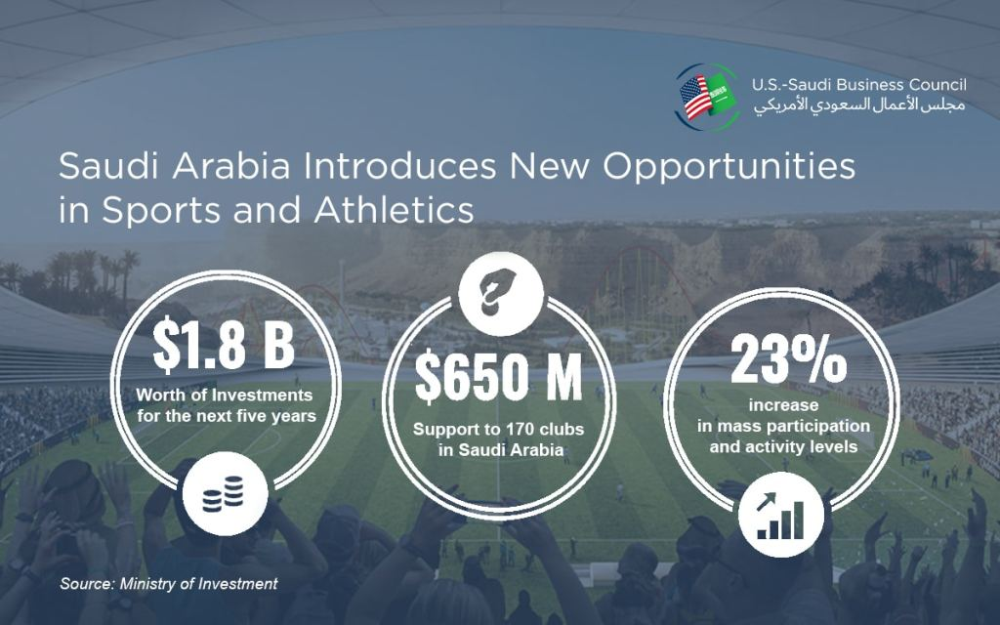 U.S.-Saudi Business Council
مجلس الأعمال السعودي الأمريكي
Saudi Arabia Introduces New Opportunities
in Sports and Athletics
$1.8 B
Worth of Investments
for the next five years
$650 M
Support to 170 clubs
in Saudi Arabia
23%
increase
in mass participation
and activity levels
Source: Ministry of Investment